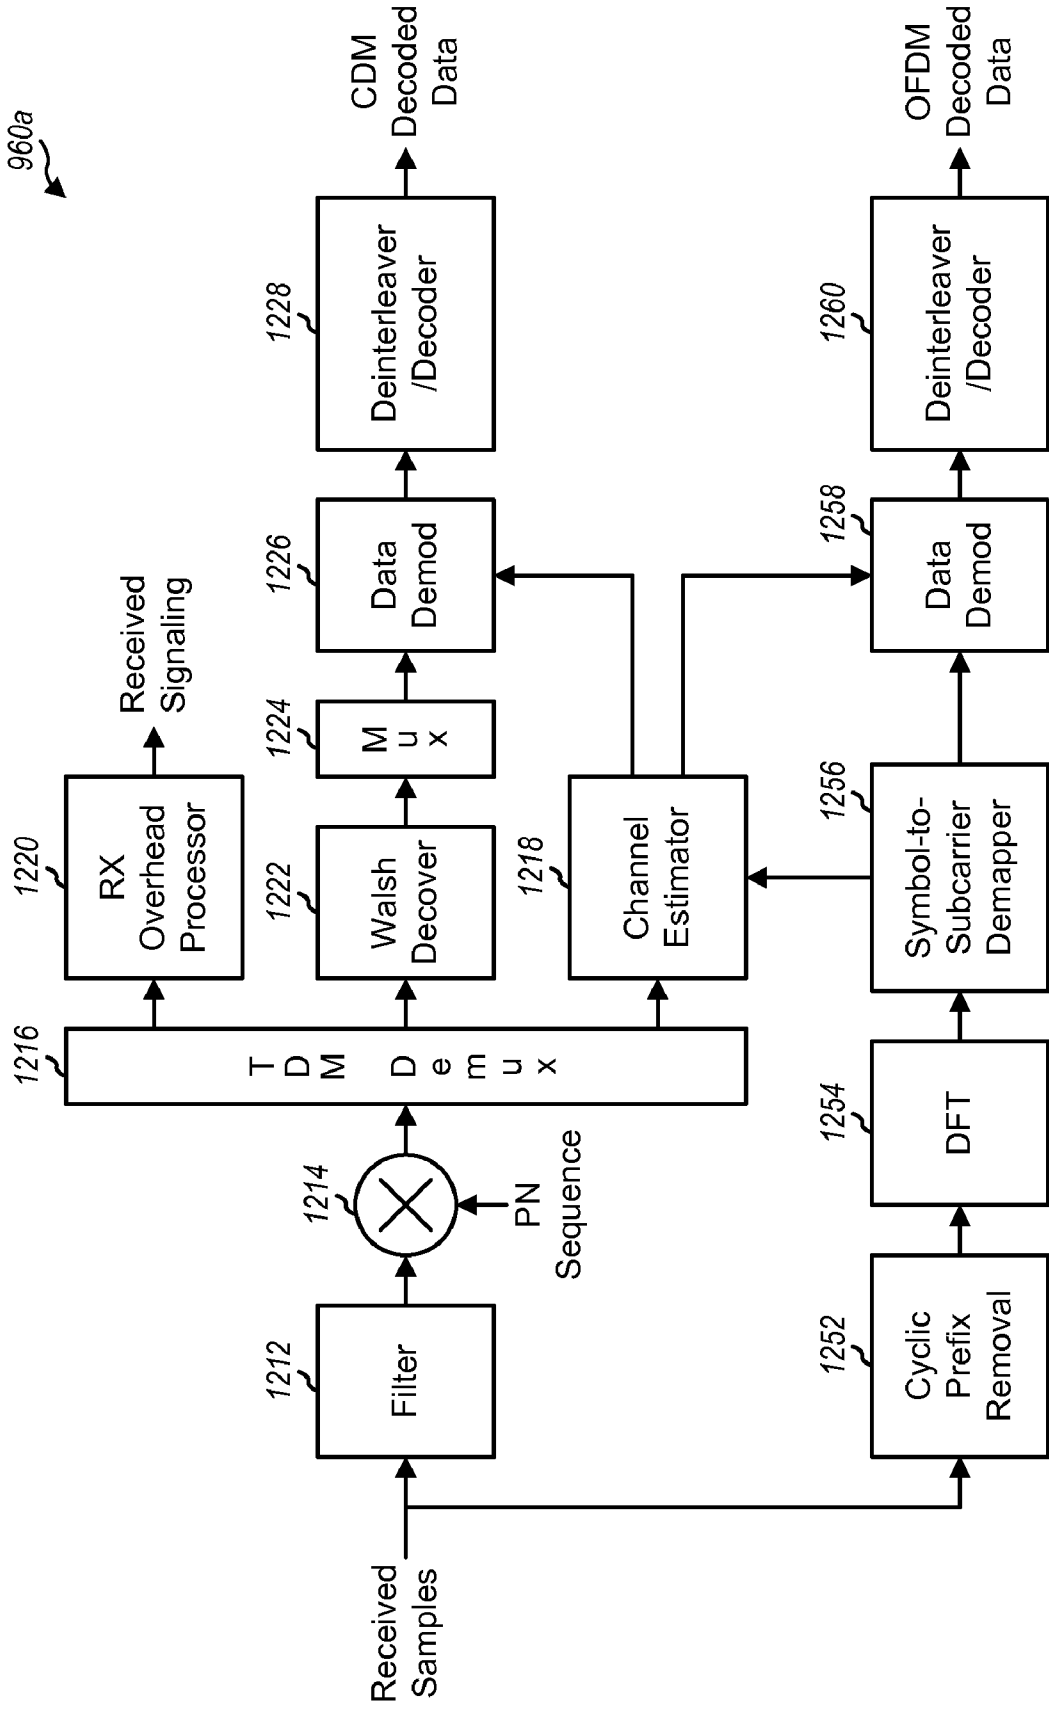 960a
1216
TDM Demux
1220
RX
Overhead
Processor
Received
Signaling
Received
Samples
1212
Filter
1214
PN
Sequence
1222
Walsh
Decover
1224
Mux
1226
Data
Demod
1228
Deinterleaver
/Decoder
CDM
Decoded
Data
1218
Channel
Estimator
1252
Cyclic
Prefix
Removal
1254
DFT
1256
Symbol-to-
Subcarrier
Demapper
1258
Data
Demod
1260
Deinterleaver
/Decoder
OFDM
Decoded
Data